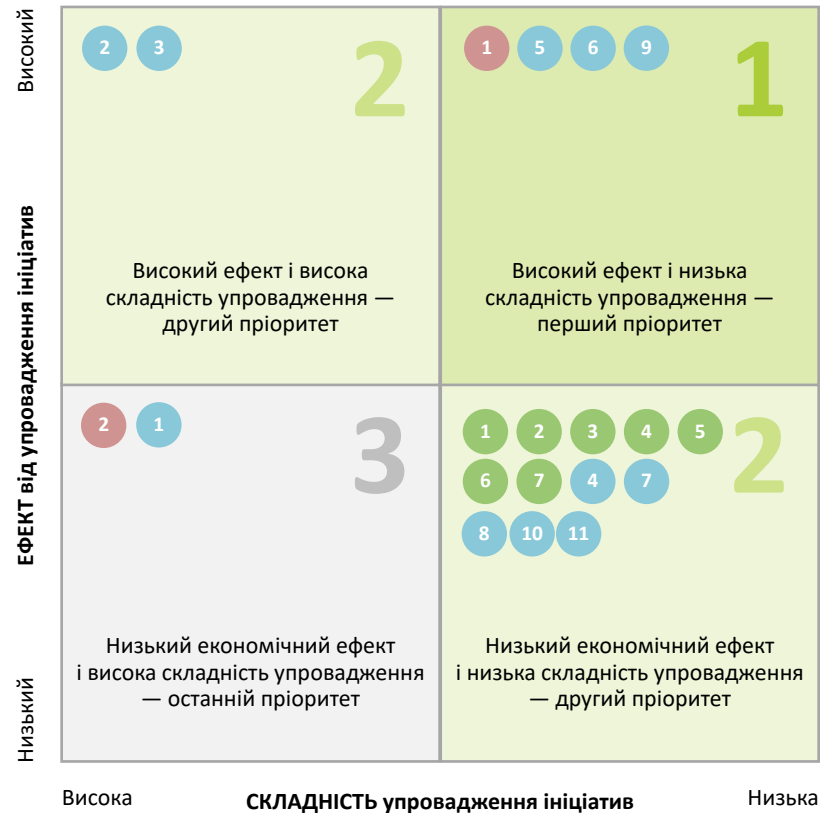 Високий
ЕФЕКТ від упровадження ініціатив
Низький
2 3
2
Високий ефект і висока
складність упровадження —
другий пріоритет
1 5 6 9
1
Високий ефект і низька
складність упровадження —
перший пріоритет
2 1
3
Низький економічний ефект
і висока складність упровадження
— останній пріоритет
1 2 3 4 5
2
6 7 4 7
8 10 11
Низький економічний ефект
і низька складність упровадження
— другий пріоритет
Висока
СКЛАДНІСТЬ упровадження ініціатив
Низька